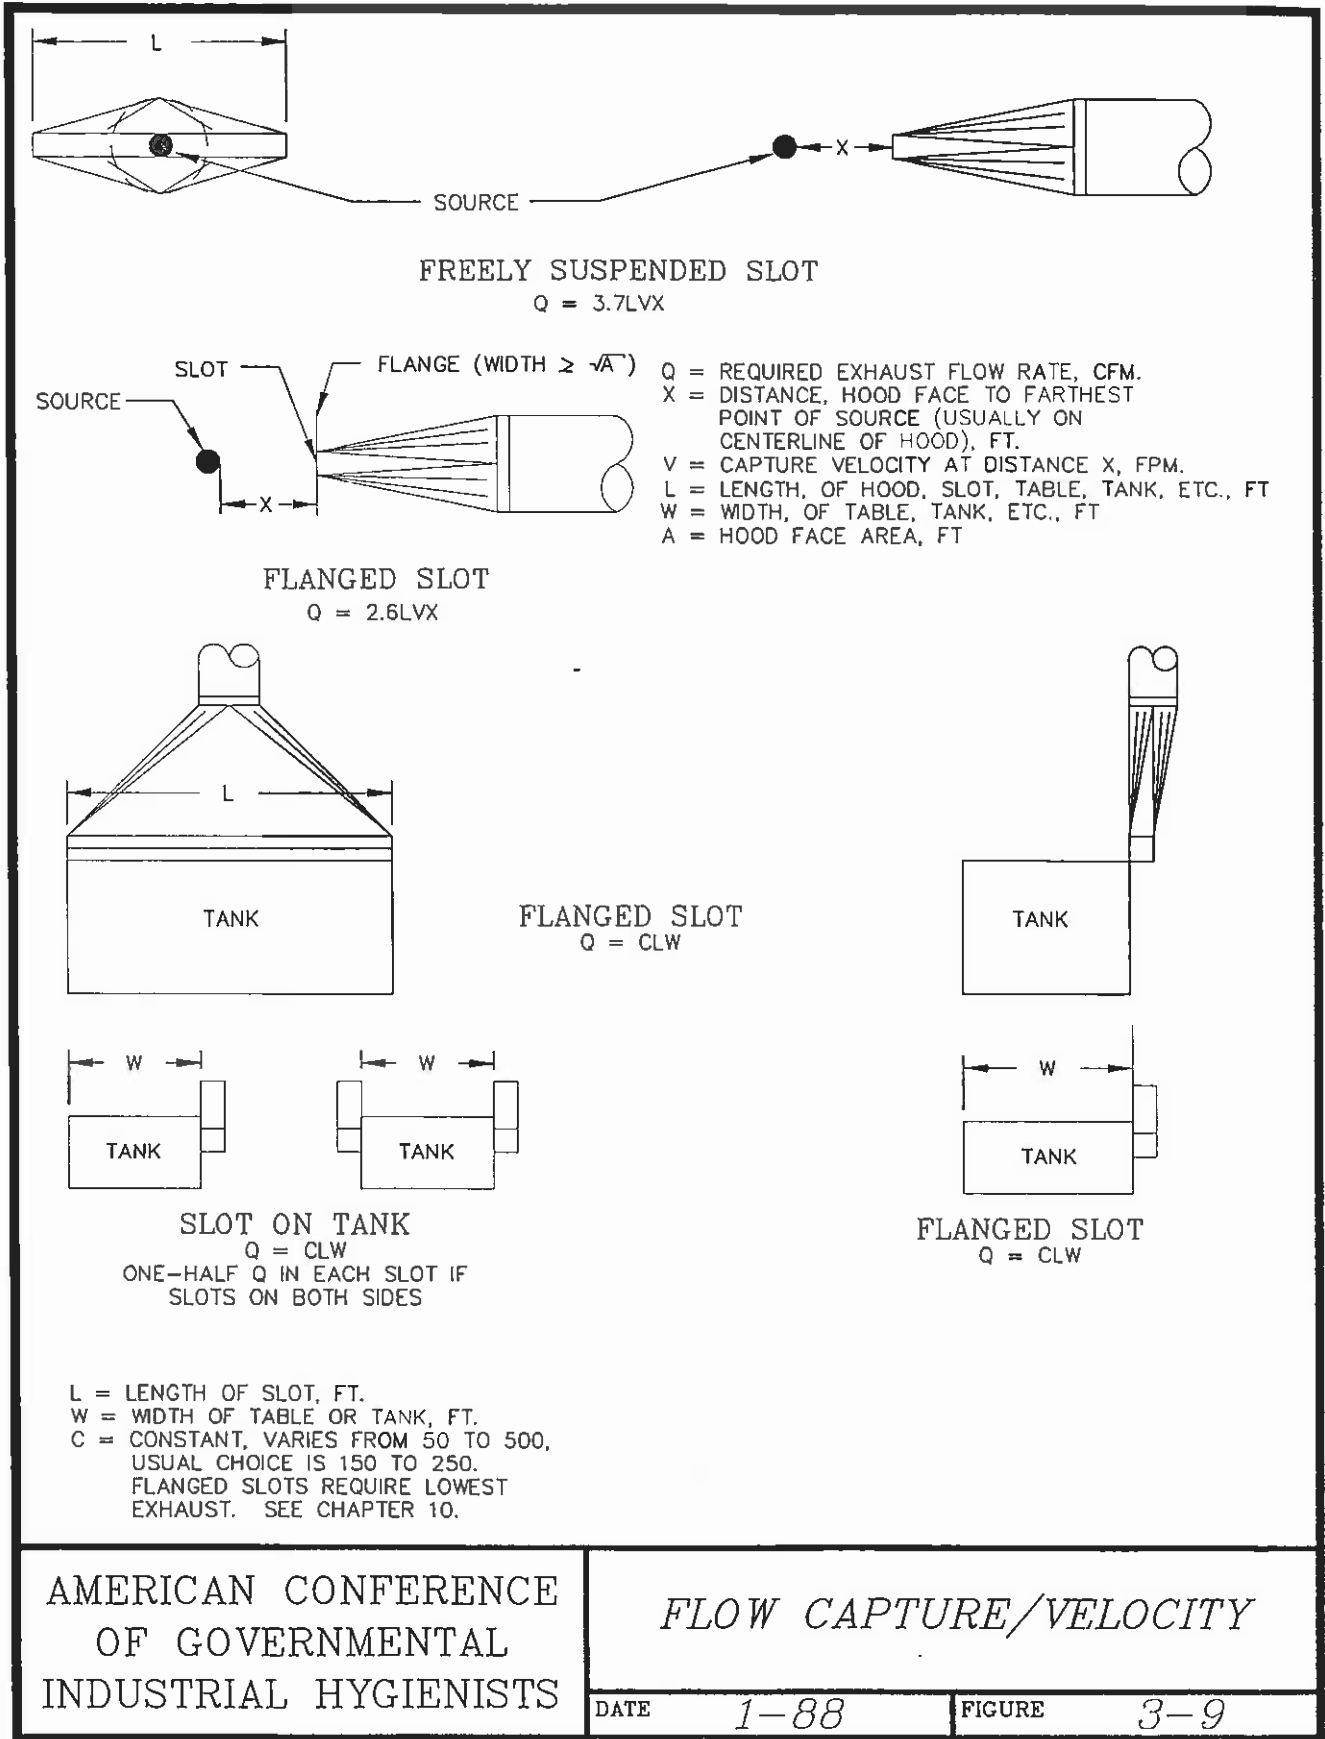 L
X
SOURCE
FREELY SUSPENDED SLOT
Q = 3.7LVX
SLOT
FLANGE (WIDTH ≥ √A)
SOURCE
X
Q = REQUIRED EXHAUST FLOW RATE, CFM.
X = DISTANCE, HOOD FACE TO FARTHEST
POINT OF SOURCE (USUALLY ON
CENTERLINE OF HOOD), FT.
V = CAPTURE VELOCITY AT DISTANCE X, FPM.
L = LENGTH, OF HOOD, SLOT, TABLE, TANK, ETC., FT
W = WIDTH, OF TABLE, TANK, ETC., FT
A = HOOD FACE AREA, FT
FLANGED SLOT
Q = 2.6LVX
L
TANK
FLANGED SLOT
Q = CLW
TANK
W
TANK
W
TANK
W
TANK
SLOT ON TANK
Q = CLW
ONE-HALF Q IN EACH SLOT IF
SLOTS ON BOTH SIDES
FLANGED SLOT
Q = CLW
L = LENGTH OF SLOT, FT.
W = WIDTH OF TABLE OR TANK, FT.
C = CONSTANT, VARIES FROM 50 TO 500,
USUAL CHOICE IS 150 TO 250.
FLANGED SLOTS REQUIRE LOWEST
EXHAUST. SEE CHAPTER 10.
AMERICAN CONFERENCE
OF GOVERNMENTAL
INDUSTRIAL HYGIENISTS
FLOW CAPTURE/VELOCITY
DATE 1-88
FIGURE 3-9